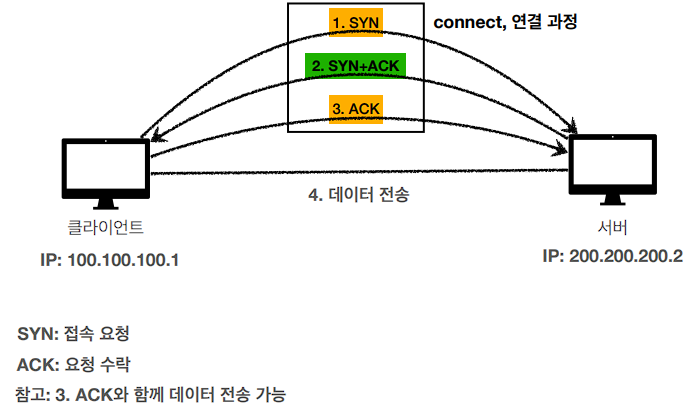 1. SYN
connect, 연결 과정
2. SYN+ACK
3. ACK
4. 데이터 전송
클라이언트
서버
IP: 100.100.100.1
IP: 200.200.200.2
SYN: 접속 요청
ACK: 요청 수락
참고: 3. ACK와 함께 데이터 전송 가능